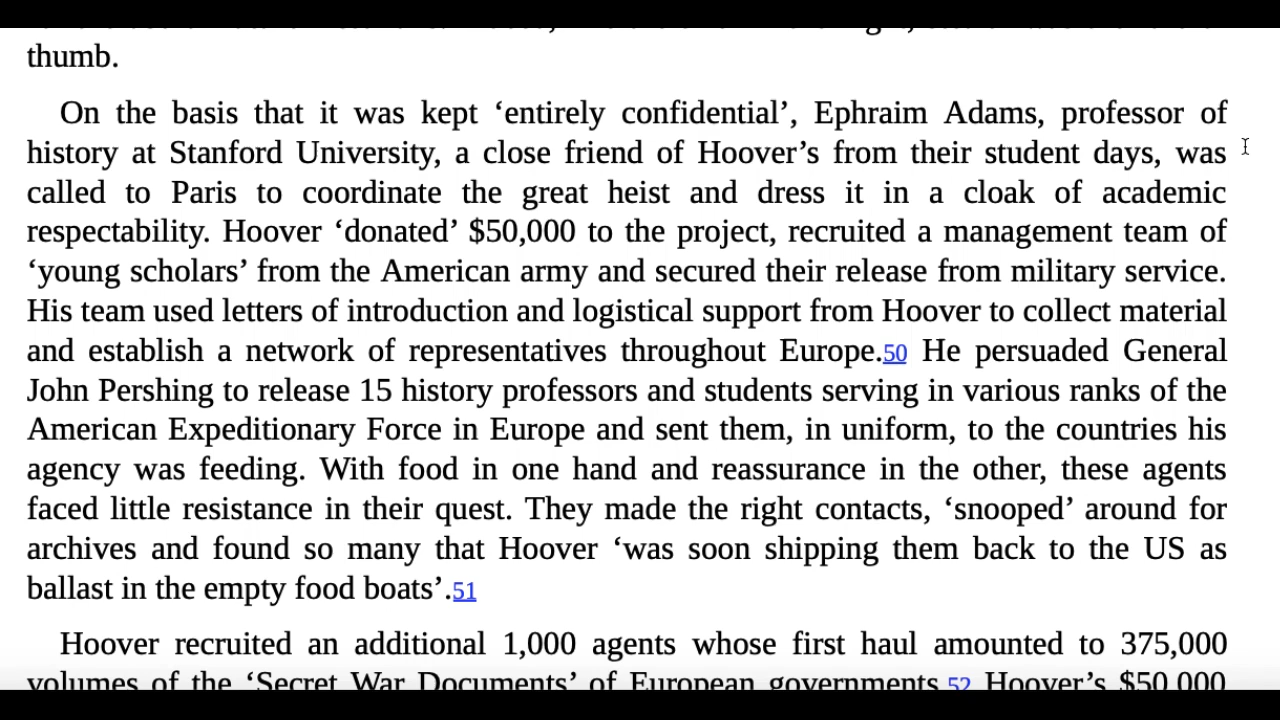 thumb.
On the basis that it was kept ‘entirely confidential’, Ephraim Adams, professor of
history at Stanford University, a close friend of Hoover’s from their student days, was
called to Paris to coordinate the great heist and dress it in a cloak of academic
respectability. Hoover ‘donated’ $50,000 to the project, recruited a management team of
‘young scholars’ from the American army and secured their release from military service.
His team used letters of introduction and logistical support from Hoover to collect material
and establish a network of representatives throughout Europe.50 He persuaded General
John Pershing to release 15 history professors and students serving in various ranks of the
American Expeditionary Force in Europe and sent them, in uniform, to the countries his
agency was feeding. With food in one hand and reassurance in the other, these agents
faced little resistance in their quest. They made the right contacts, ‘snooped’ around for
archives and found so many that Hoover ‘was soon shipping them back to the US as
ballast in the empty food boats’.51
Hoover recruited an additional 1,000 agents whose first haul amounted to 375,000
volumes of the ‘Secret War Documents’ of European governments.52 Hoover’s $50,000